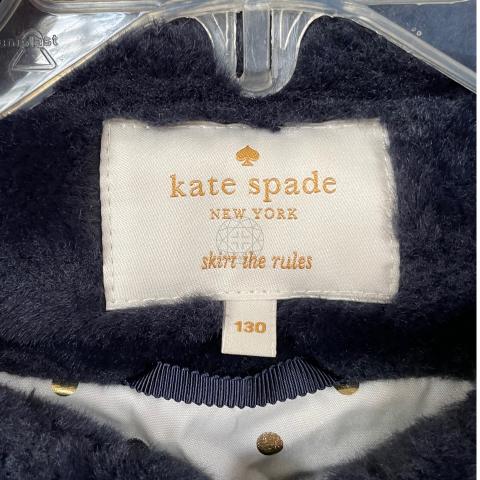 kate spade
NEW YORK
skirt the rules
130